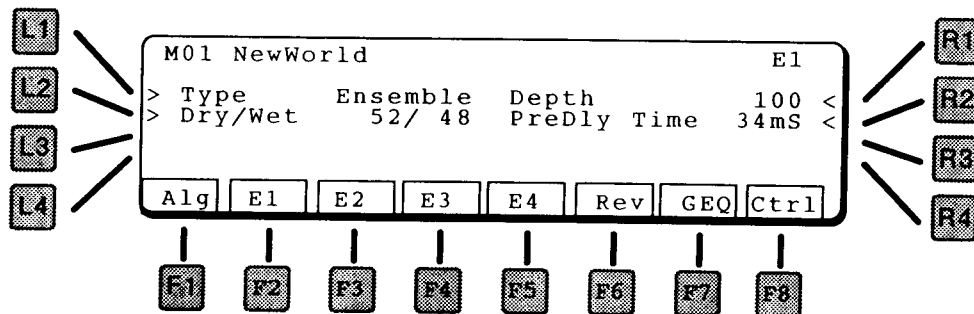 L1
L2
L3
L4
M01 NewWorld E1
> Type Ensemble Depth 100 <
> Dry/Wet 52/ 48 PreDly Time 34mS <
Alg E1 E2 E3 E4 Rev GEQ Ctrl
R1
R2
R3
R4
F1 F2 F3 F4 F5 F6 F7 F8